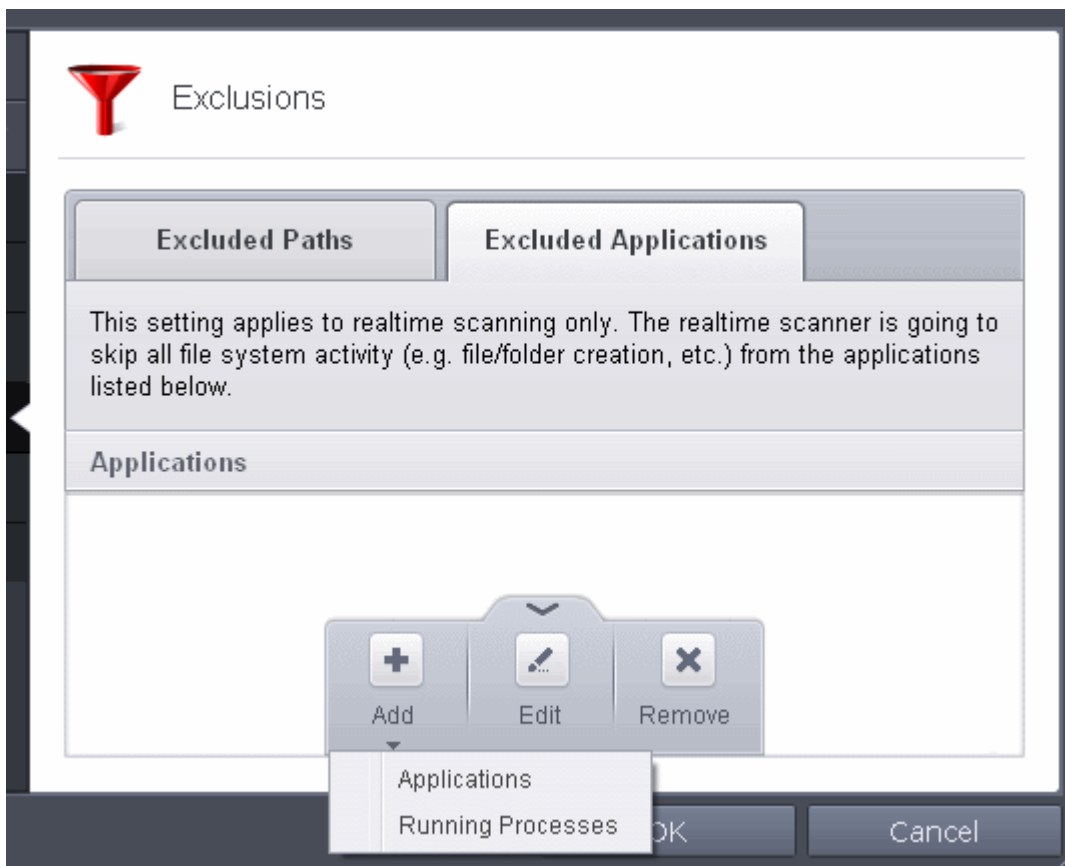 Exclusions
Excluded Paths
Excluded Applications
This setting applies to realtime scanning only. The realtime scanner is going to
skip all file system activity (e.g. file/folder creation, etc.) from the applications
listed below.
Applications
Add
Edit
Remove
Applications
Running Processes
OK
Cancel